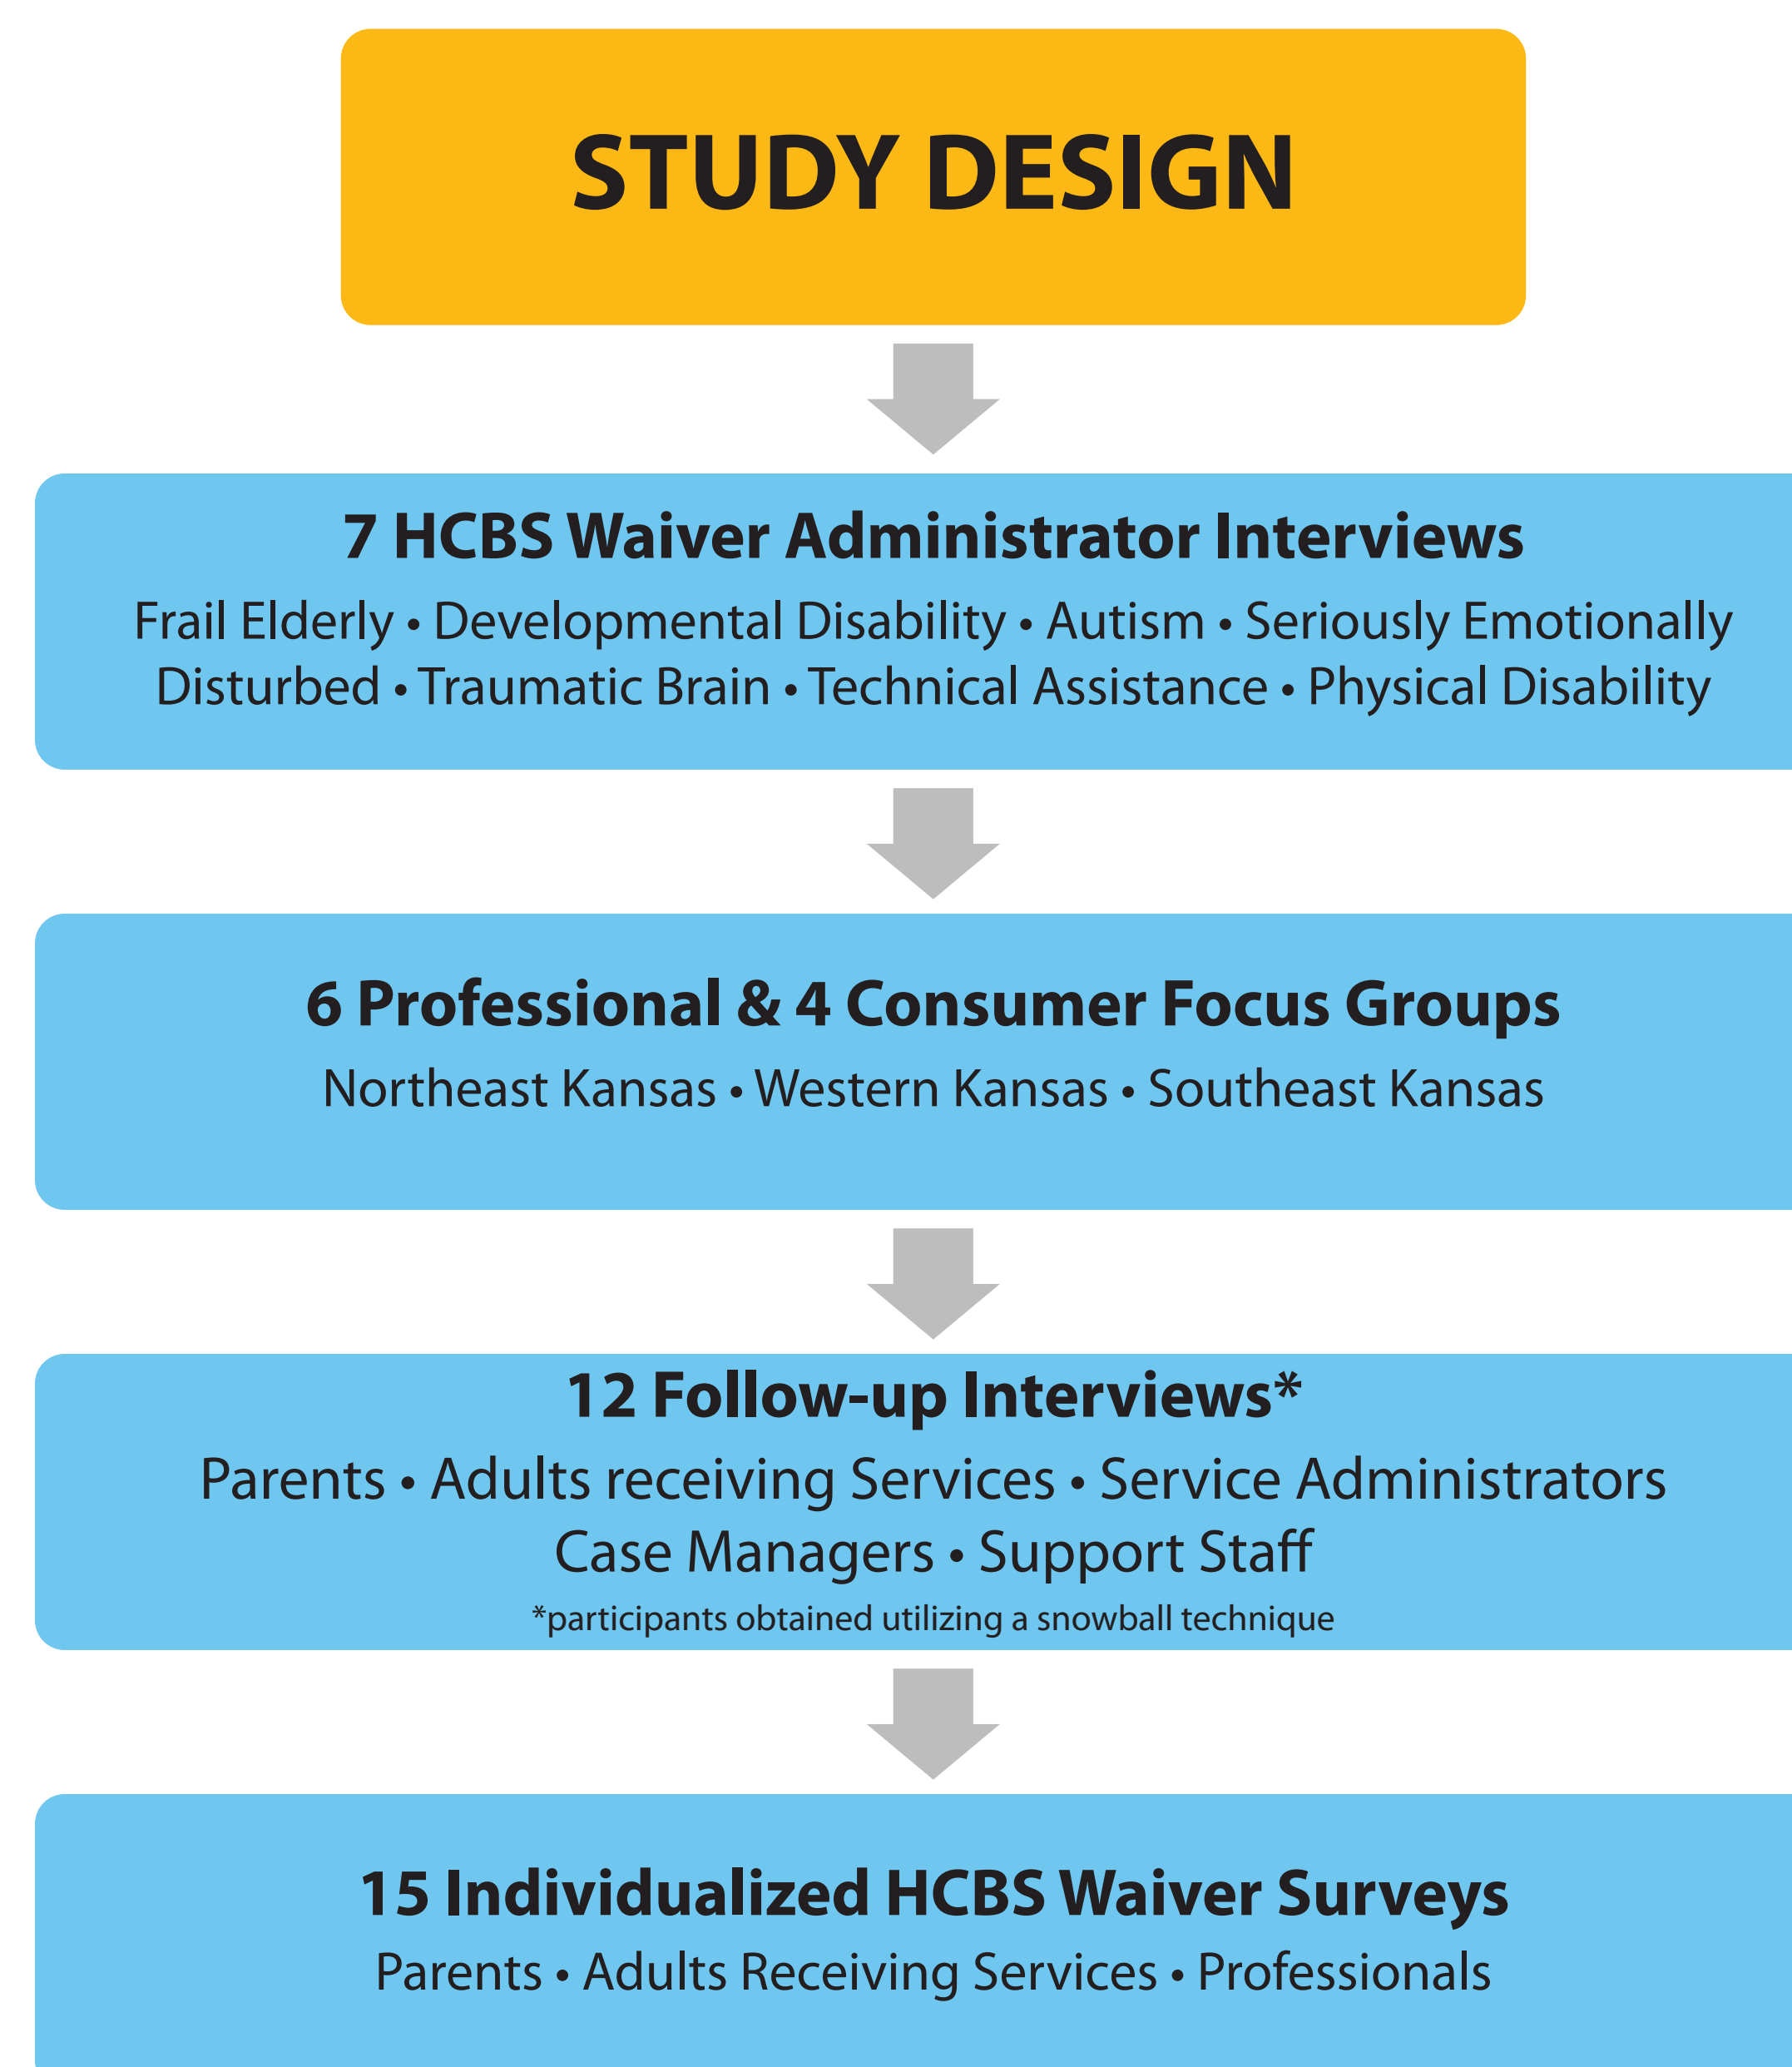 STUDY DESIGN
7 HCBS Waiver Administrator Interviews
Frail Elderly • Developmental Disability • Autism • Seriously Emotionally
Disturbed • Traumatic Brain • Technical Assistance • Physical Disability
6 Professional & 4 Consumer Focus Groups
Northeast Kansas • Western Kansas • Southeast Kansas
12 Follow-up Interviews*
Parents • Adults receiving Services • Service Administrators
Case Managers • Support Staff
*participants obtained utilizing a snowball technique
15 Individualized HCBS Waiver Surveys
Parents • Adults Receiving Services • Professionals